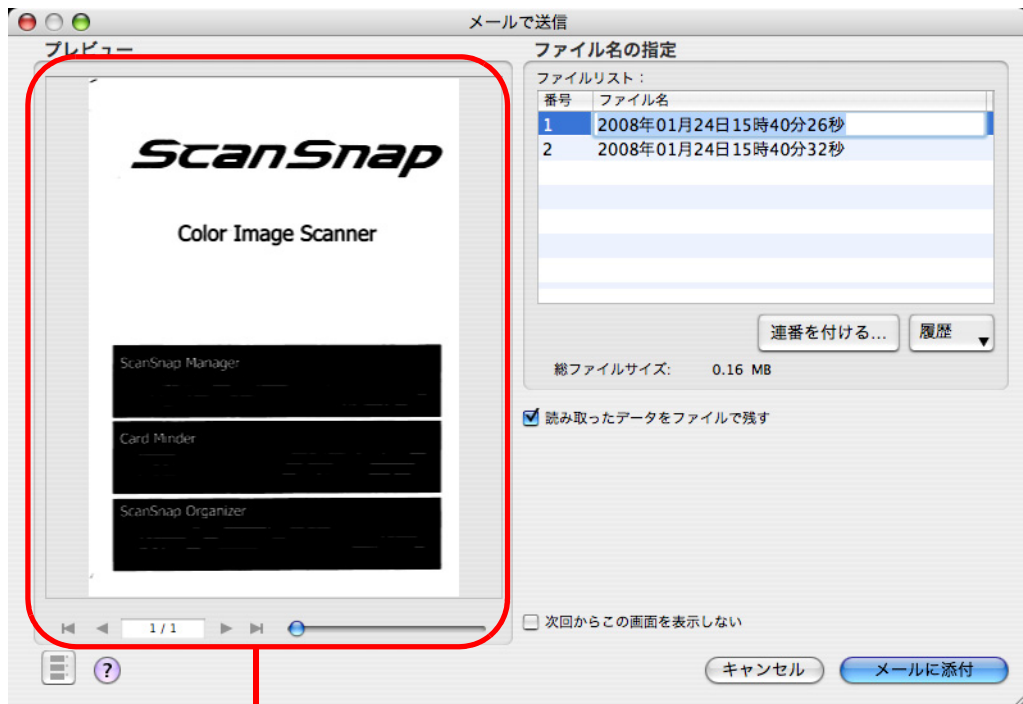 メールで送信
プレビュー
ScanSnap
Color Image Scanner
ScanSnap Manager
Card Minder
ScanSnap Organizer
1 / 1
?
ファイル名の指定
ファイルリスト：
番号 ファイル名
1 2008年01月24日15時40分26秒
2 2008年01月24日15時40分32秒
連番を付ける... 履歴
総ファイルサイズ: 0.16 MB
読み取ったデータをファイルで残す
次回からこの画面を表示しない
キャンセル メールに添付